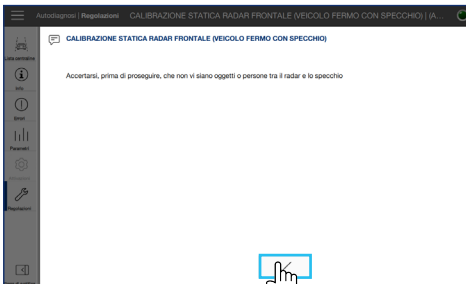 Autodiagnosi | Regolazioni CALIBRAZIONE STATICA RADAR FRONTALE (VEICOLO FERMO CON SPECCHIO) | (A...
CALIBRAZIONE STATICA RADAR FRONTALE (VEICOLO FERMO CON SPECCHIO)
Lista centraline
Accertarsi, prima di proseguire, che non vi siano oggetti o persone tra il radar e lo specchio
Info
Errori
Parametri
Regolazioni